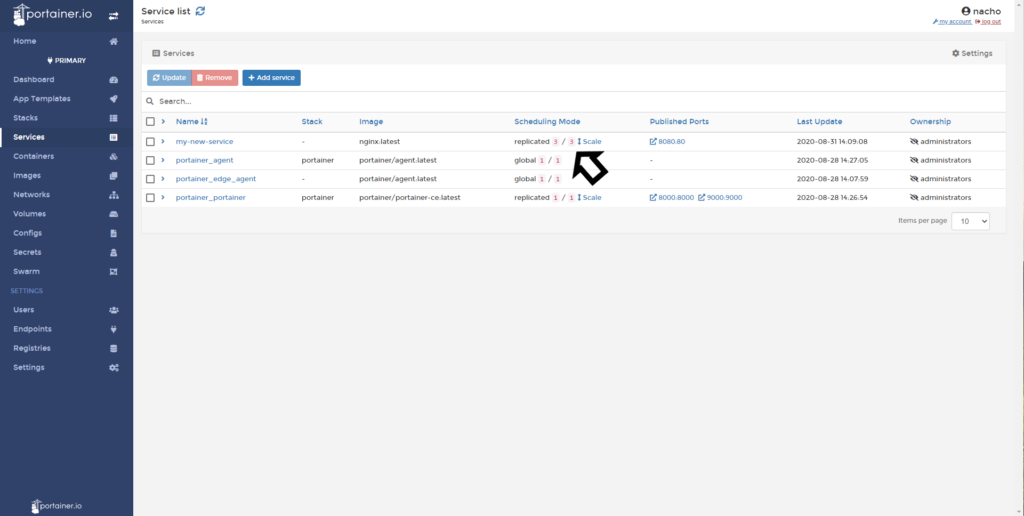 portainer.io
Home
PRIMARY
Dashboard
App Templates
Stacks
Services
Containers
Images
Networks
Volumes
Configs
Secrets
Swarm
SETTINGS
Users
Endpoints
Registries
Settings
portainer.io
Service list
Services
nacho
my account log out
Services Settings
Update Remove Add service
Search...
Name Stack Image Scheduling Mode Published Ports Last Update Ownership
my-new-service - nginx.latest replicated 3 / 3 Scale 8080.80 2020-08-31 14.09.08 administrators
portainer_agent portainer portainer/agent.latest global 1 / 1 - 2020-08-28 14.27.05 administrators
portainer_edge_agent - portainer/agent.latest global 1 / 1 - 2020-08-28 14.07.59 administrators
portainer_portainer portainer portainer/portainer-ce.latest replicated 1 / 1 Scale 8000.8000 9000.9000 2020-08-28 14.26.54 administrators
Items per page 10